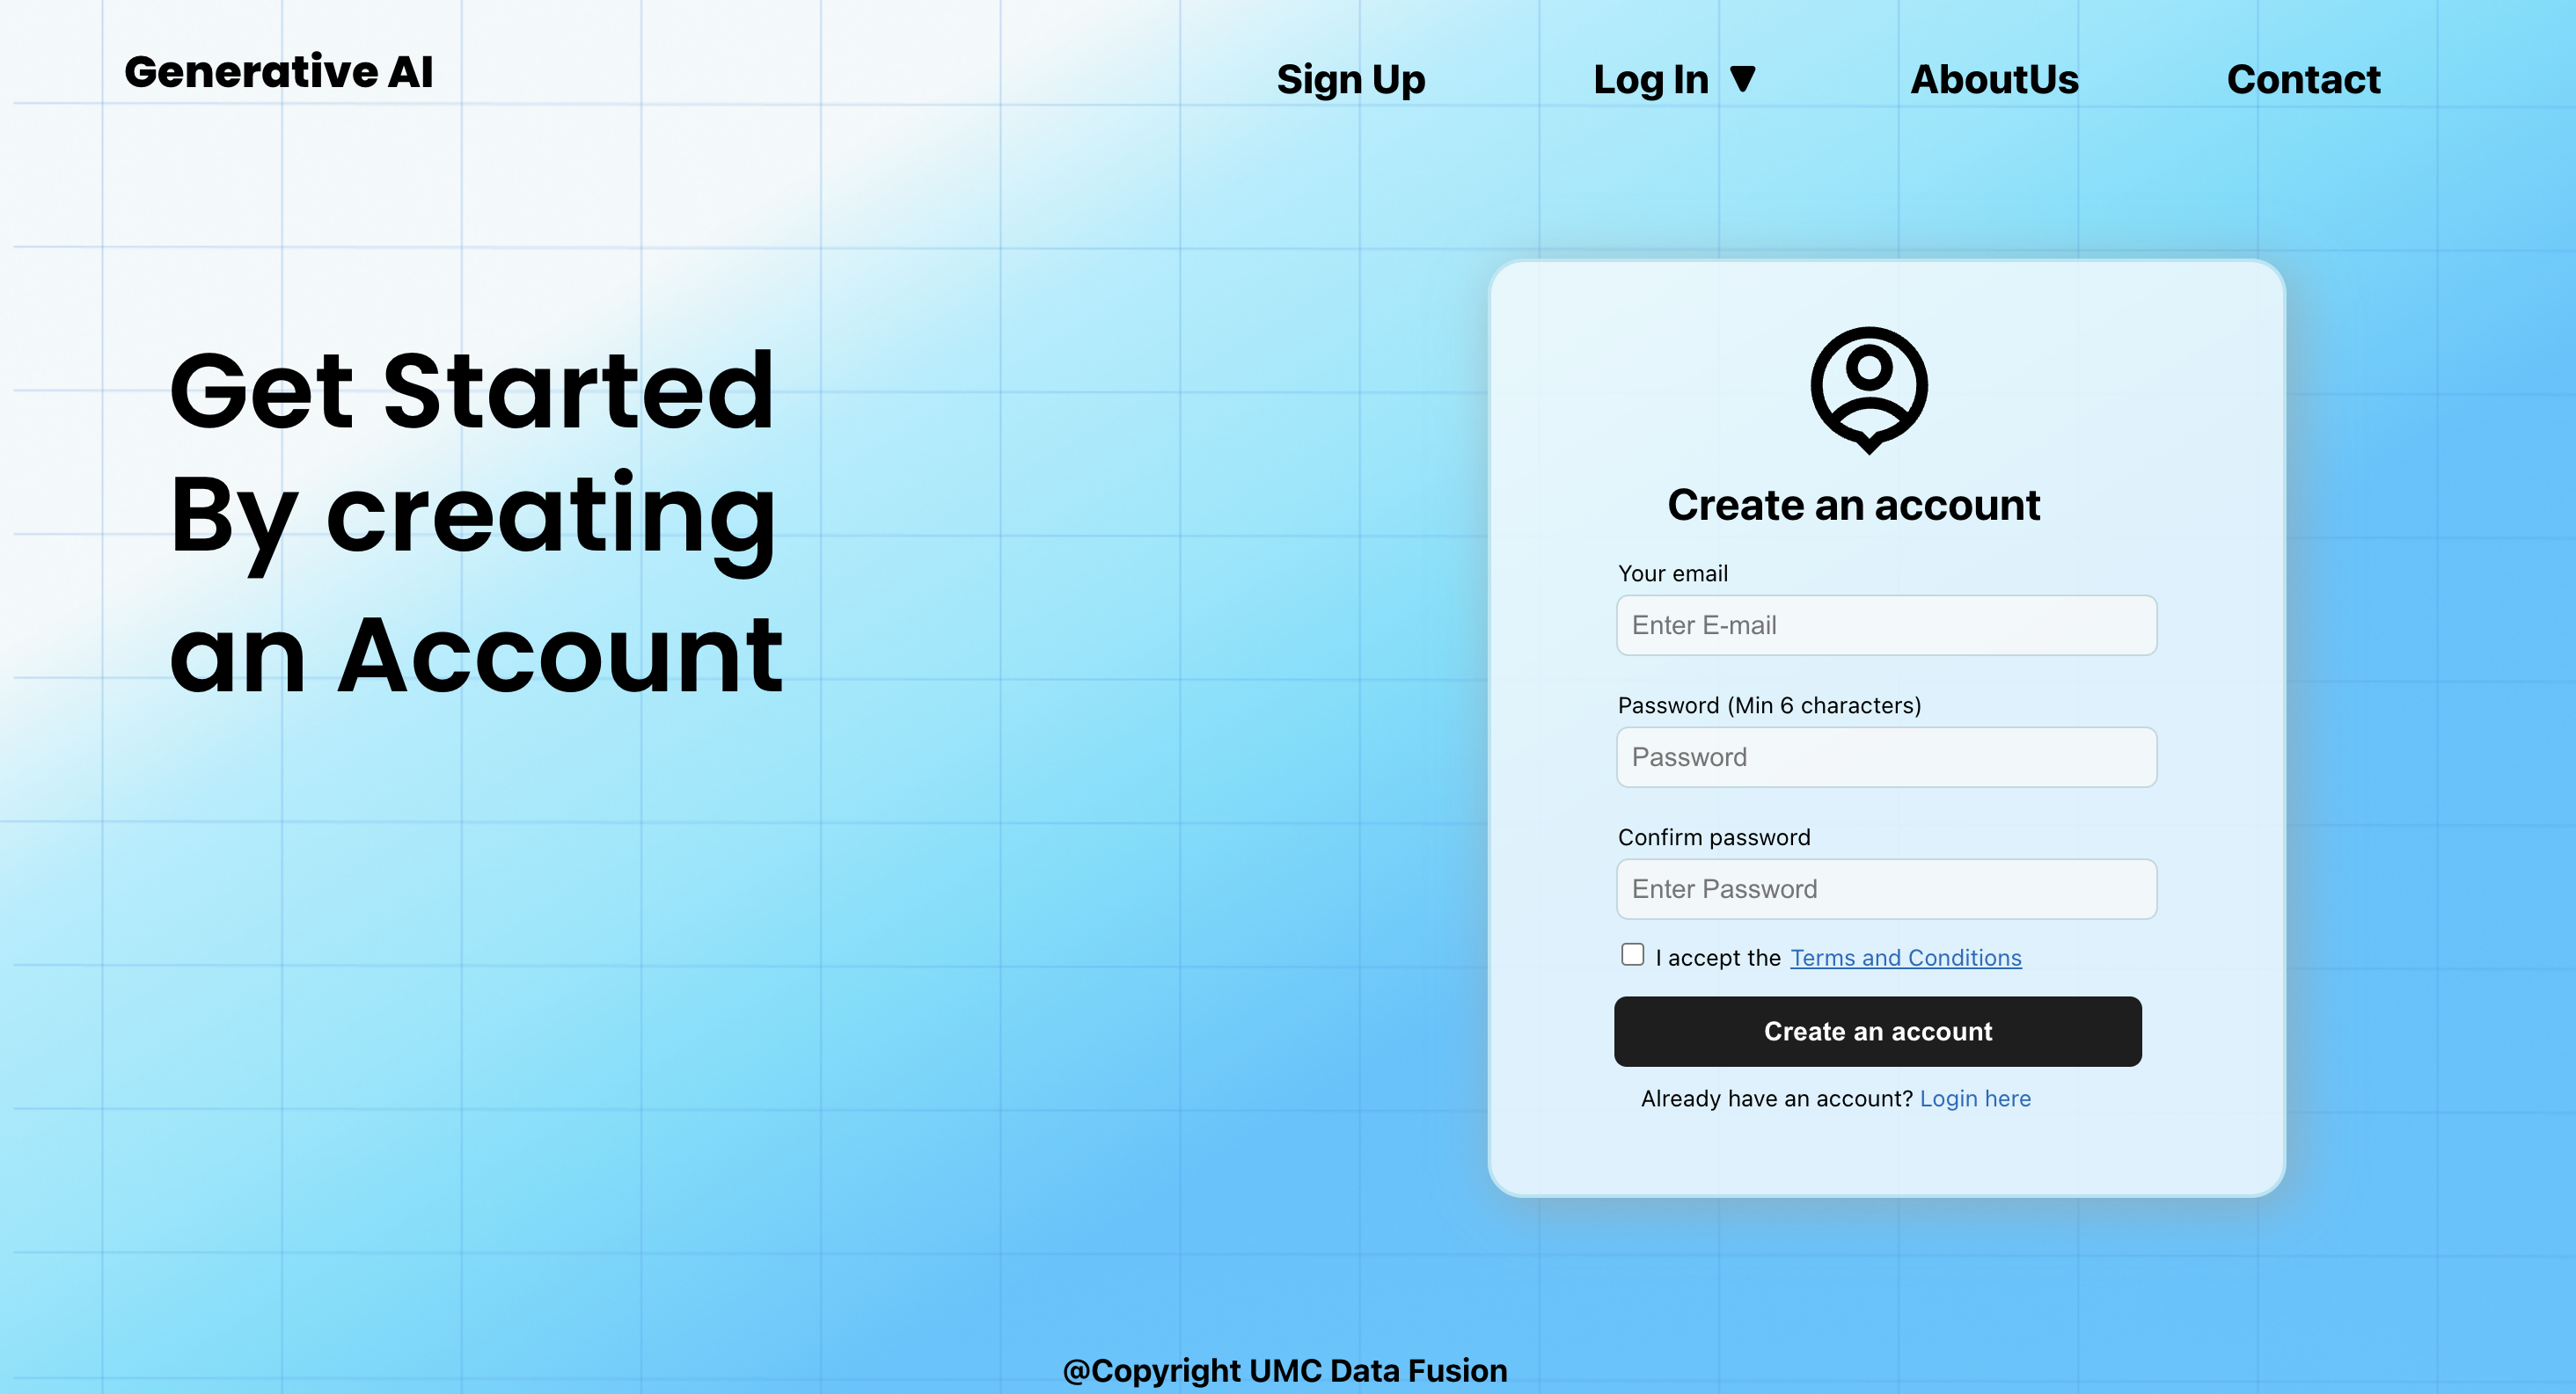 Generative AI
Sign Up
Log In ▼
AboutUs
Contact
Get Started
By creating
an Account
Create an account
Your email
Enter E-mail
Password (Min 6 characters)
Password
Confirm password
Enter Password
I accept the Terms and Conditions
Create an account
Already have an account? Login here
@Copyright UMC Data Fusion